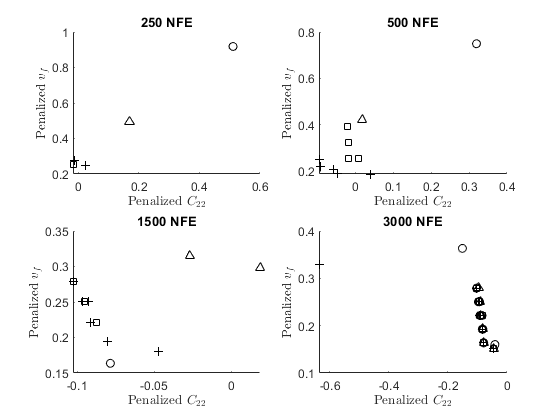 250 NFE
1
0.8
0.6
0.4
0.2
0
0.2
0.4
0.6
Penalized v_f
Penalized C_22
500 NFE
0.8
0.6
0.4
0.2
0
0.1
0.2
0.3
0.4
Penalized v_f
Penalized C_22
1500 NFE
0.35
0.3
0.25
0.2
0.15
-0.1
-0.05
0
Penalized v_f
Penalized C_22
3000 NFE
0.4
0.3
0.2
0.1
-0.6
-0.4
-0.2
0
Penalized v_f
Penalized C_22